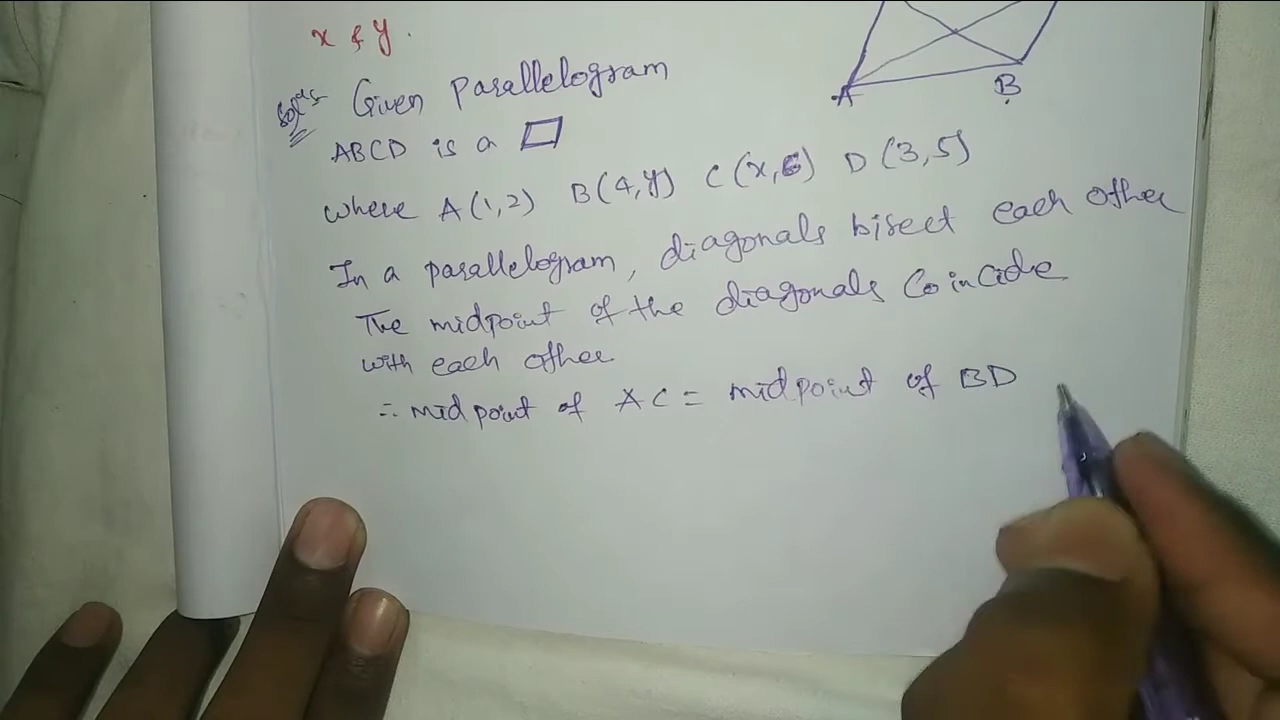 x & y.
Given parallelogram
A B
ABCD is a ▱
where A(1,2) B(4,y) C(x,6) D(3,5)
In a parallelogram, diagonals bisect each other
The midpoint of the diagonals Coincide
with each other
∴ midpoint of AC = midpoint of BD